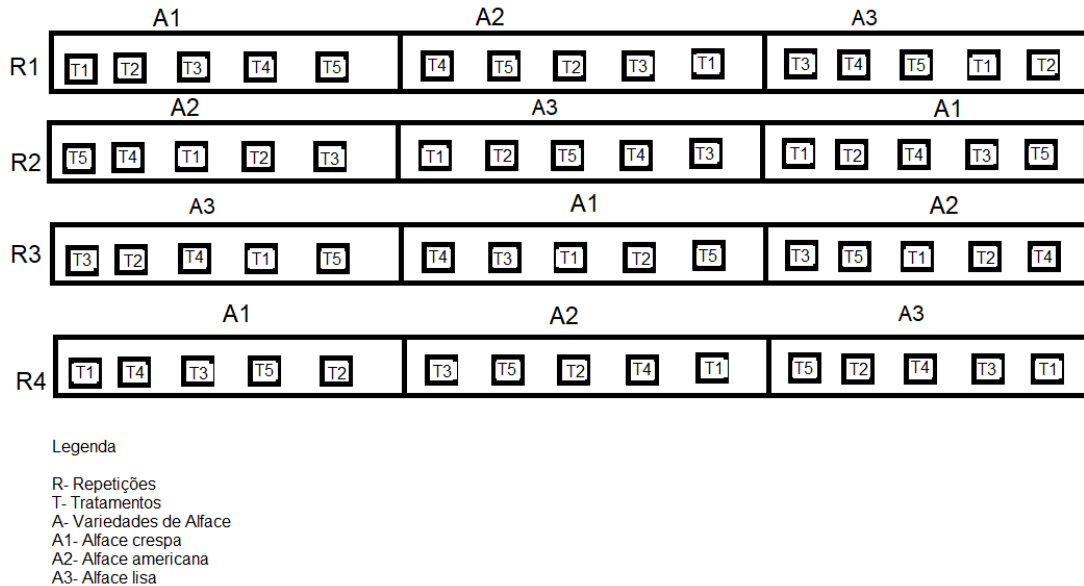 A1 A2 A3
R1 T1 T2 T3 T4 T5 T4 T5 T2 T3 T1 T3 T4 T5 T1 T2
A2 A3 A1
R2 T5 T4 T1 T2 T3 T1 T2 T5 T4 T3 T1 T2 T4 T3 T5
A3 A1 A2
R3 T3 T2 T4 T1 T5 T4 T3 T1 T2 T5 T3 T5 T1 T2 T4
A1 A2 A3
R4 T1 T4 T3 T5 T2 T3 T5 T2 T4 T1 T5 T2 T4 T3 T1
Legenda
R- Repetições
T- Tratamentos
A- Variedades de Alface
A1- Alface crespa
A2- Alface americana
A3- Alface lisa